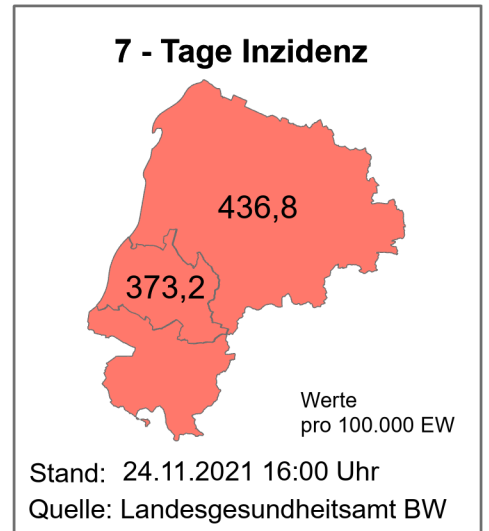 7 - Tage Inzidenz
436,8
373,2
Werte
pro 100.000 EW
Stand: 24.11.2021 16:00 Uhr
Quelle: Landesgesundheitsamt BW